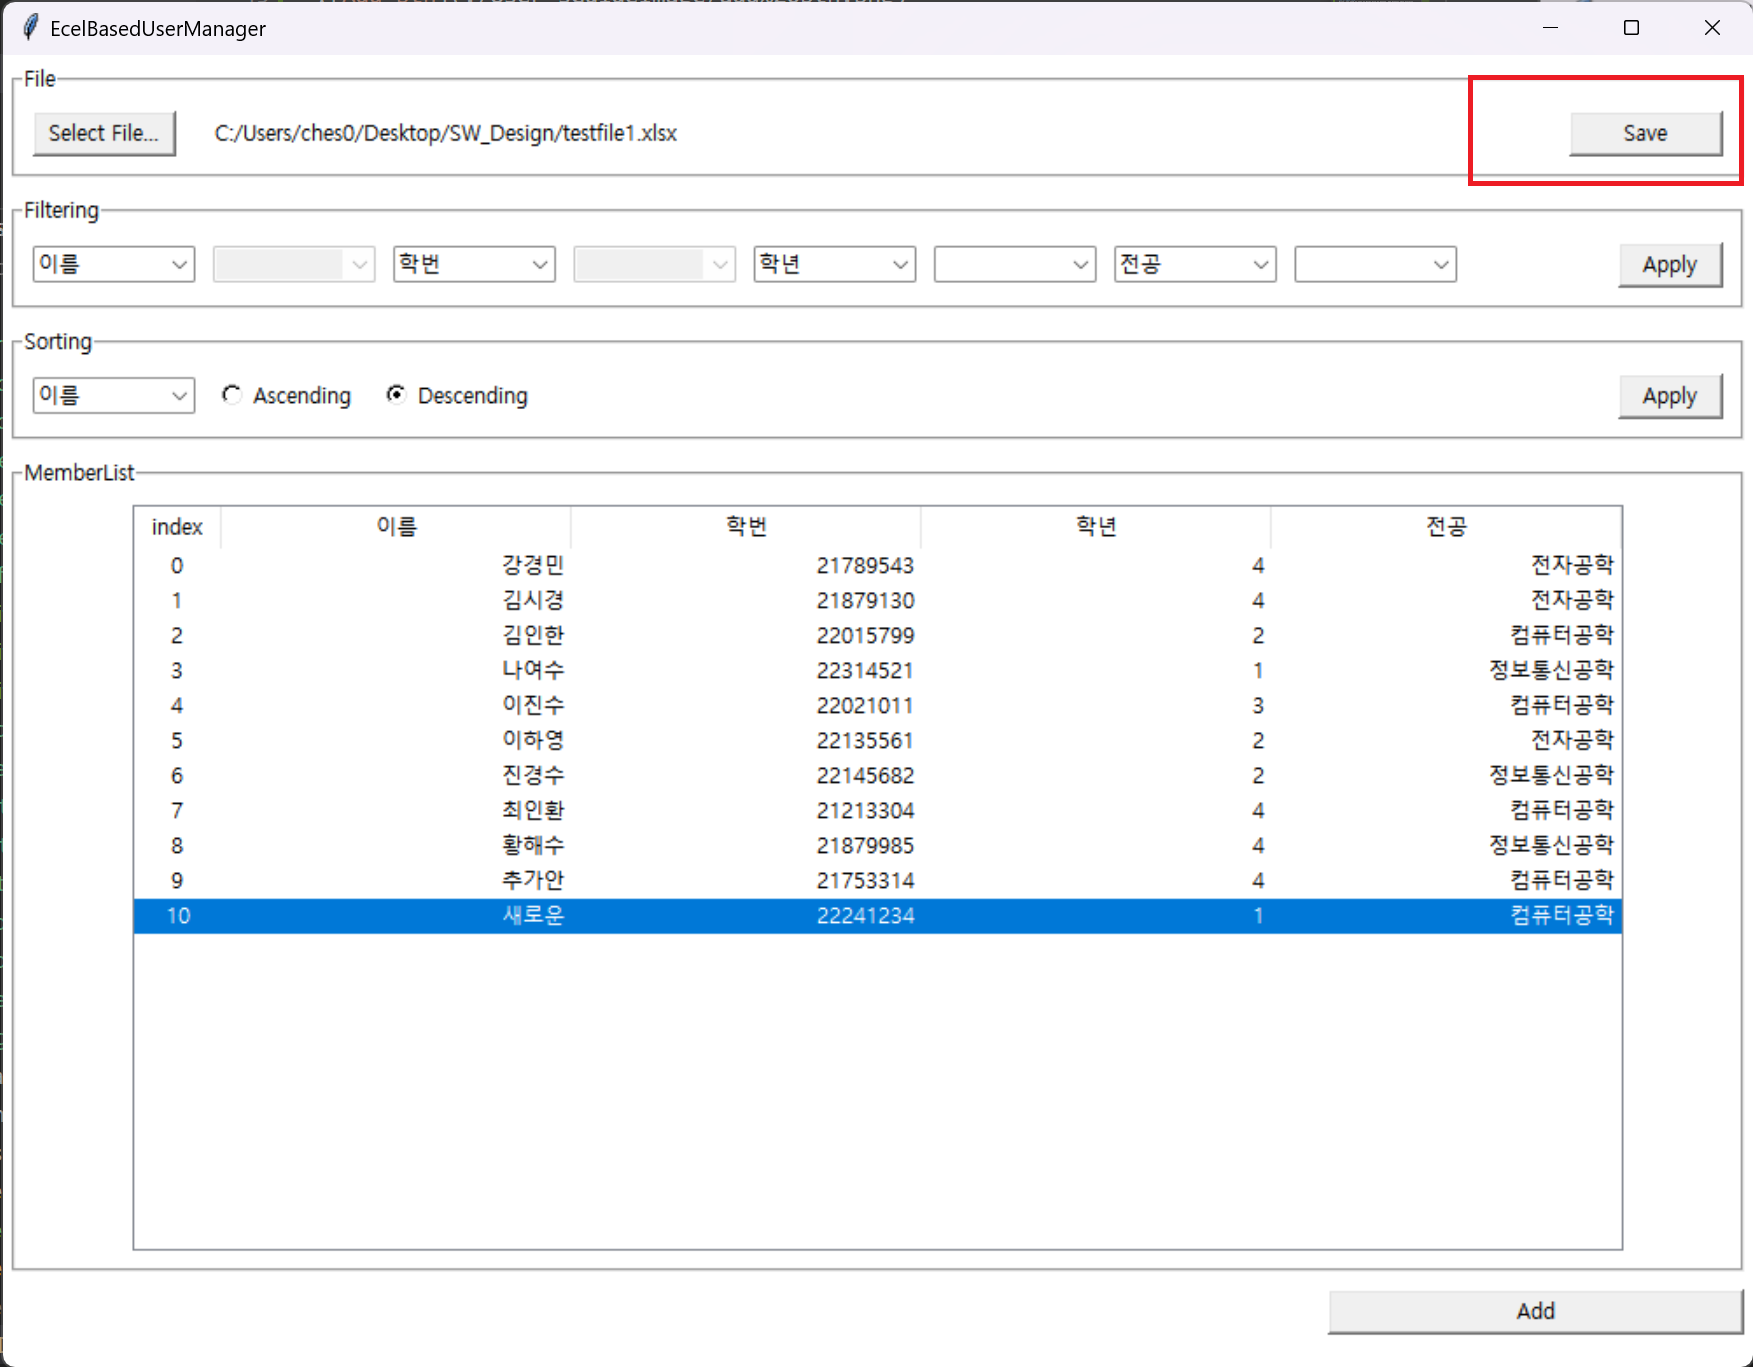 EcelBasedUserManager
File
Select File... C:/Users/ches0/Desktop/SW_Design/testfile1.xlsx Save
Filtering
이름 학번 학년 전공 Apply
Sorting
이름 Ascending Descending Apply
MemberList
index 이름 학번 학년 전공
0 강경민 21789543 4 전자공학
1 김시경 21879130 4 전자공학
2 김인한 22015799 2 컴퓨터공학
3 나여수 22314521 1 정보통신공학
4 이진수 22021011 3 컴퓨터공학
5 이하영 22135561 2 전자공학
6 진경수 22145682 2 정보통신공학
7 최인환 21213304 4 컴퓨터공학
8 황해수 21879985 4 정보통신공학
9 추가안 21753314 4 컴퓨터공학
10 새로운 22241234 1 컴퓨터공학
Add